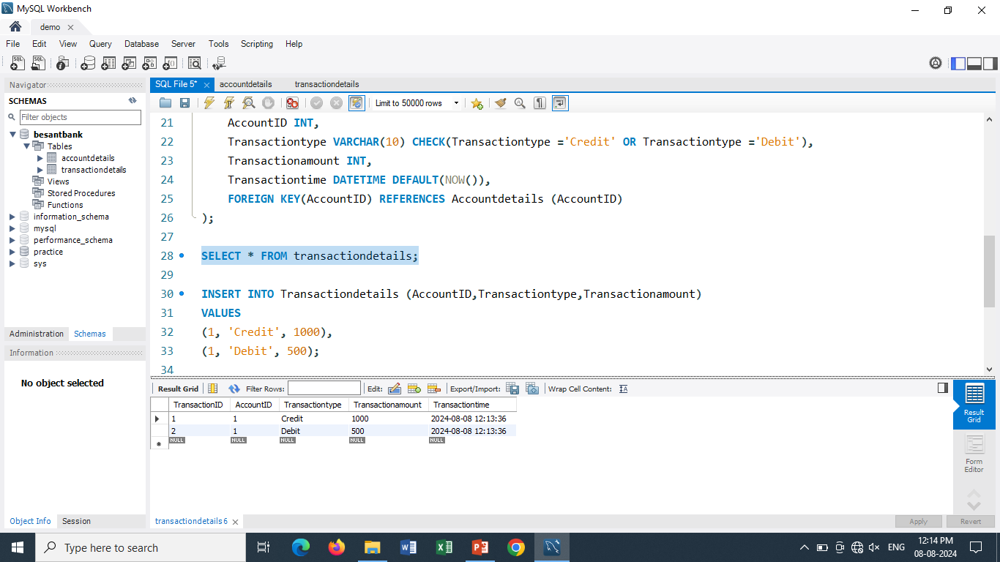 MySQL Workbench
demo
File Edit View Query Database Server Tools Scripting Help
Navigator
SCHEMAS
Filter objects
besantbank
Tables
accountdetails
transactiondetails
Views
Stored Procedures
Functions
information_schema
mysql
performance_schema
practice
sys
Administration Schemas
Information
No object selected
Object Info Session
SQL File 5* accountdetails transactiondetails
Limit to 50000 rows
21 AccountID INT,
22 Transactiontype VARCHAR(10) CHECK(Transactiontype ='Credit' OR Transactiontype ='Debit'),
23 Transactionamount INT,
24 Transactiontime DATETIME DEFAULT(NOW()),
25 FOREIGN KEY(AccountID) REFERENCES Accountdetails (AccountID)
26 );
27
28 SELECT * FROM transactiondetails;
29
30 INSERT INTO Transactiondetails (AccountID,Transactiontype,Transactionamount)
31 VALUES
32 (1, 'Credit', 1000),
33 (1, 'Debit', 500);
34
Result Grid Filter Rows: Edit: Export/Import: Wrap Cell Content:
TransactionID AccountID Transactiontype Transactionamount Transactiontime
1 1 Credit 1000 2024-08-08 12:13:36
2 1 Debit 500 2024-08-08 12:13:36
NULL NULL NULL NULL NULL
Result
Grid
Form
Editor
transactiondetails 6
Apply Revert
Type here to search
ENG
12:14 PM
08-08-2024